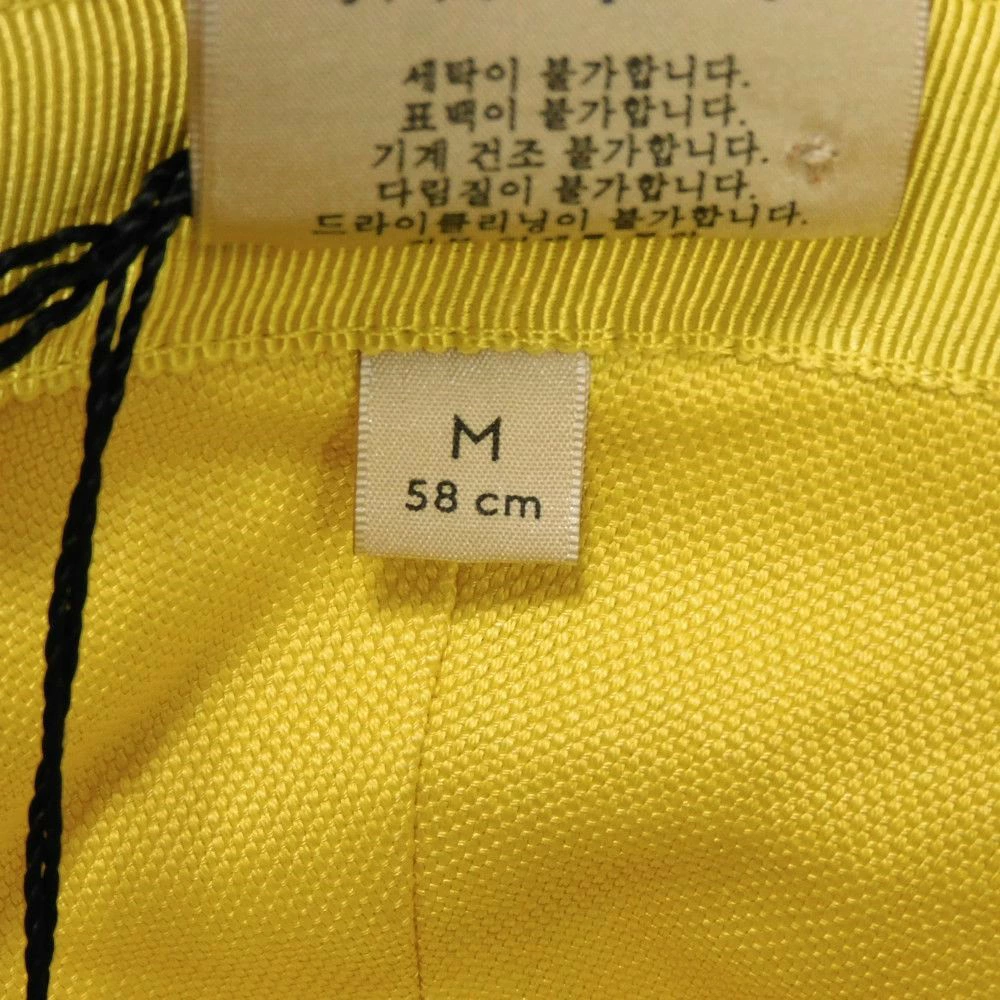 세탁이 불가합니다.
표백이 불가합니다.
기계 건조 불가합니다.
다림질이 불가합니다.
드라이클리닝이 불가합니다.
M
58 cm